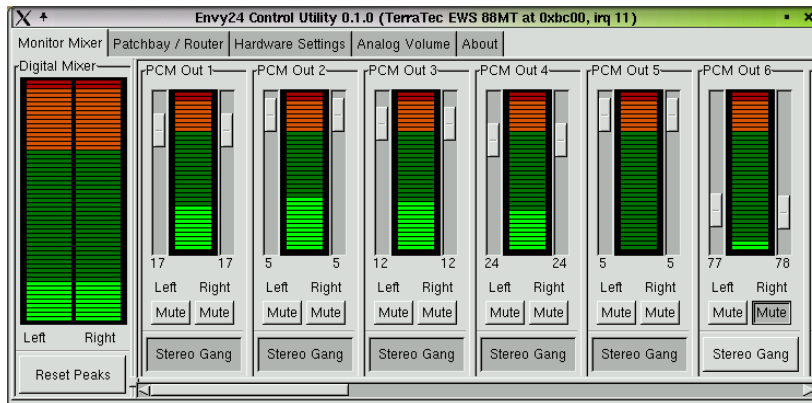 Envy24 Control Utility 0.1.0 (TerraTec EWS 88MT at 0xbc00, irq 11)
Monitor Mixer Patchbay / Router Hardware Settings Analog Volume About
Digital Mixer PCM Out 1 PCM Out 2 PCM Out 3 PCM Out 4 PCM Out 5 PCM Out 6
17 17 5 5 12 12 24 24 5 5 77 78
Left Right Left Right Left Right Left Right Left Right Left Right
Mute Mute Mute Mute Mute Mute Mute Mute Mute Mute Mute Mute
Left Right
Stereo Gang Stereo Gang Stereo Gang Stereo Gang Stereo Gang Stereo Gang
Reset Peaks